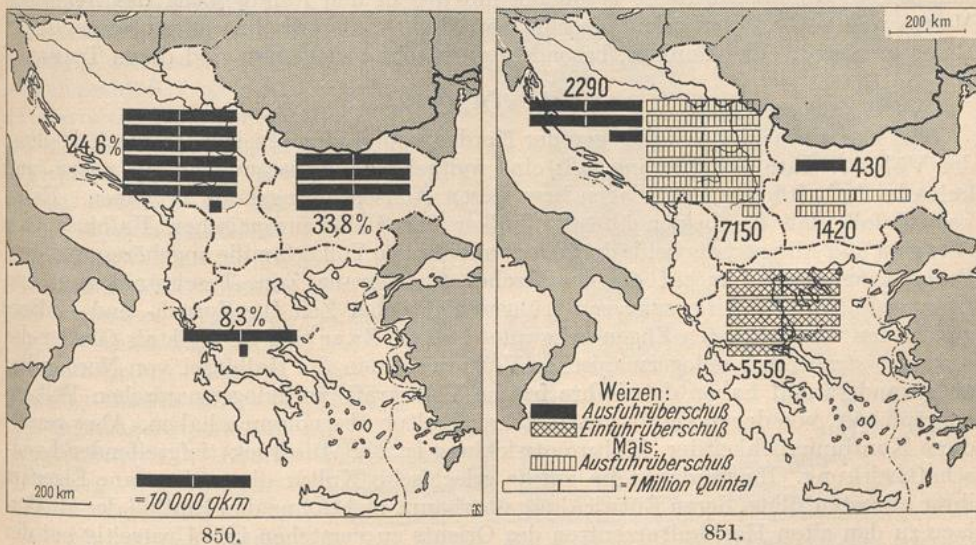 24,6%
33,8%
8,3%
200 km
=10 000 qkm
850.
200 km
2290
430
7150
1420
5550
Weizen:
Ausfuhrüberschuß
Einfuhrüberschuß
Mais:
Ausfuhrüberschuß
=1 Million Quintal
851.